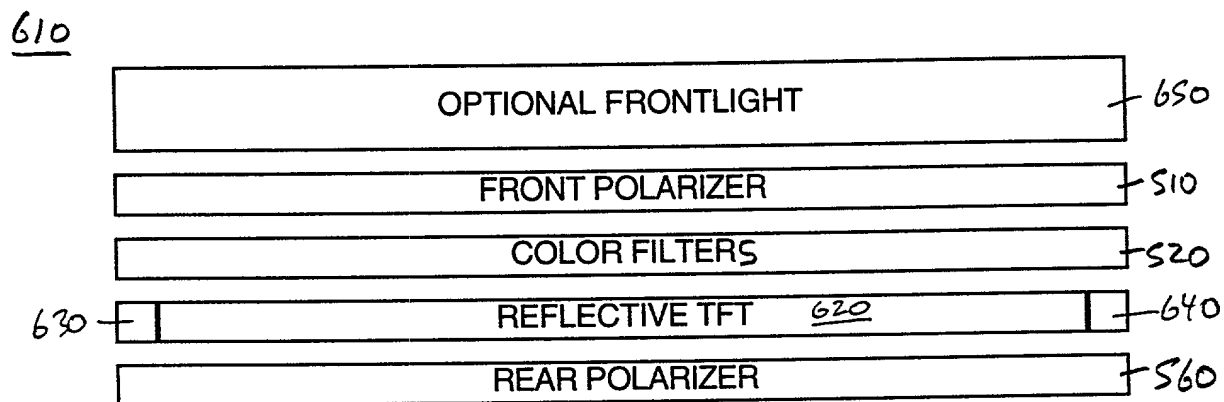 610
OPTIONAL FRONTLIGHT 650
FRONT POLARIZER 510
COLOR FILTERS 520
630 REFLECTIVE TFT 620 640
REAR POLARIZER 560